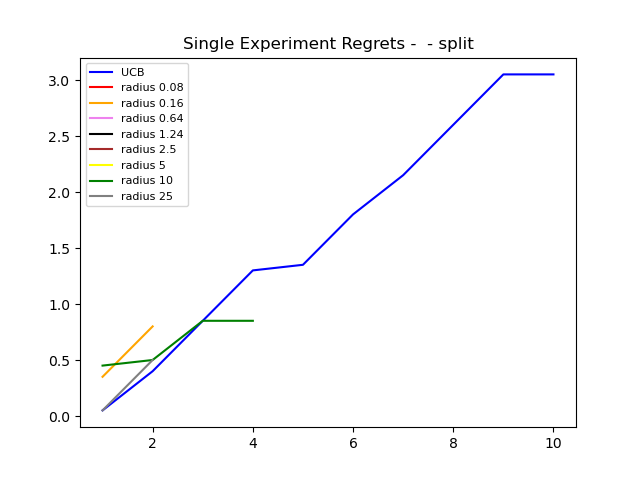 Single Experiment Regrets -  - split
UCB
radius 0.08
radius 0.16
radius 0.64
radius 1.24
radius 2.5
radius 5
radius 10
radius 25
3.0
2.5
2.0
1.5
1.0
0.5
0.0
2 4 6 8 10